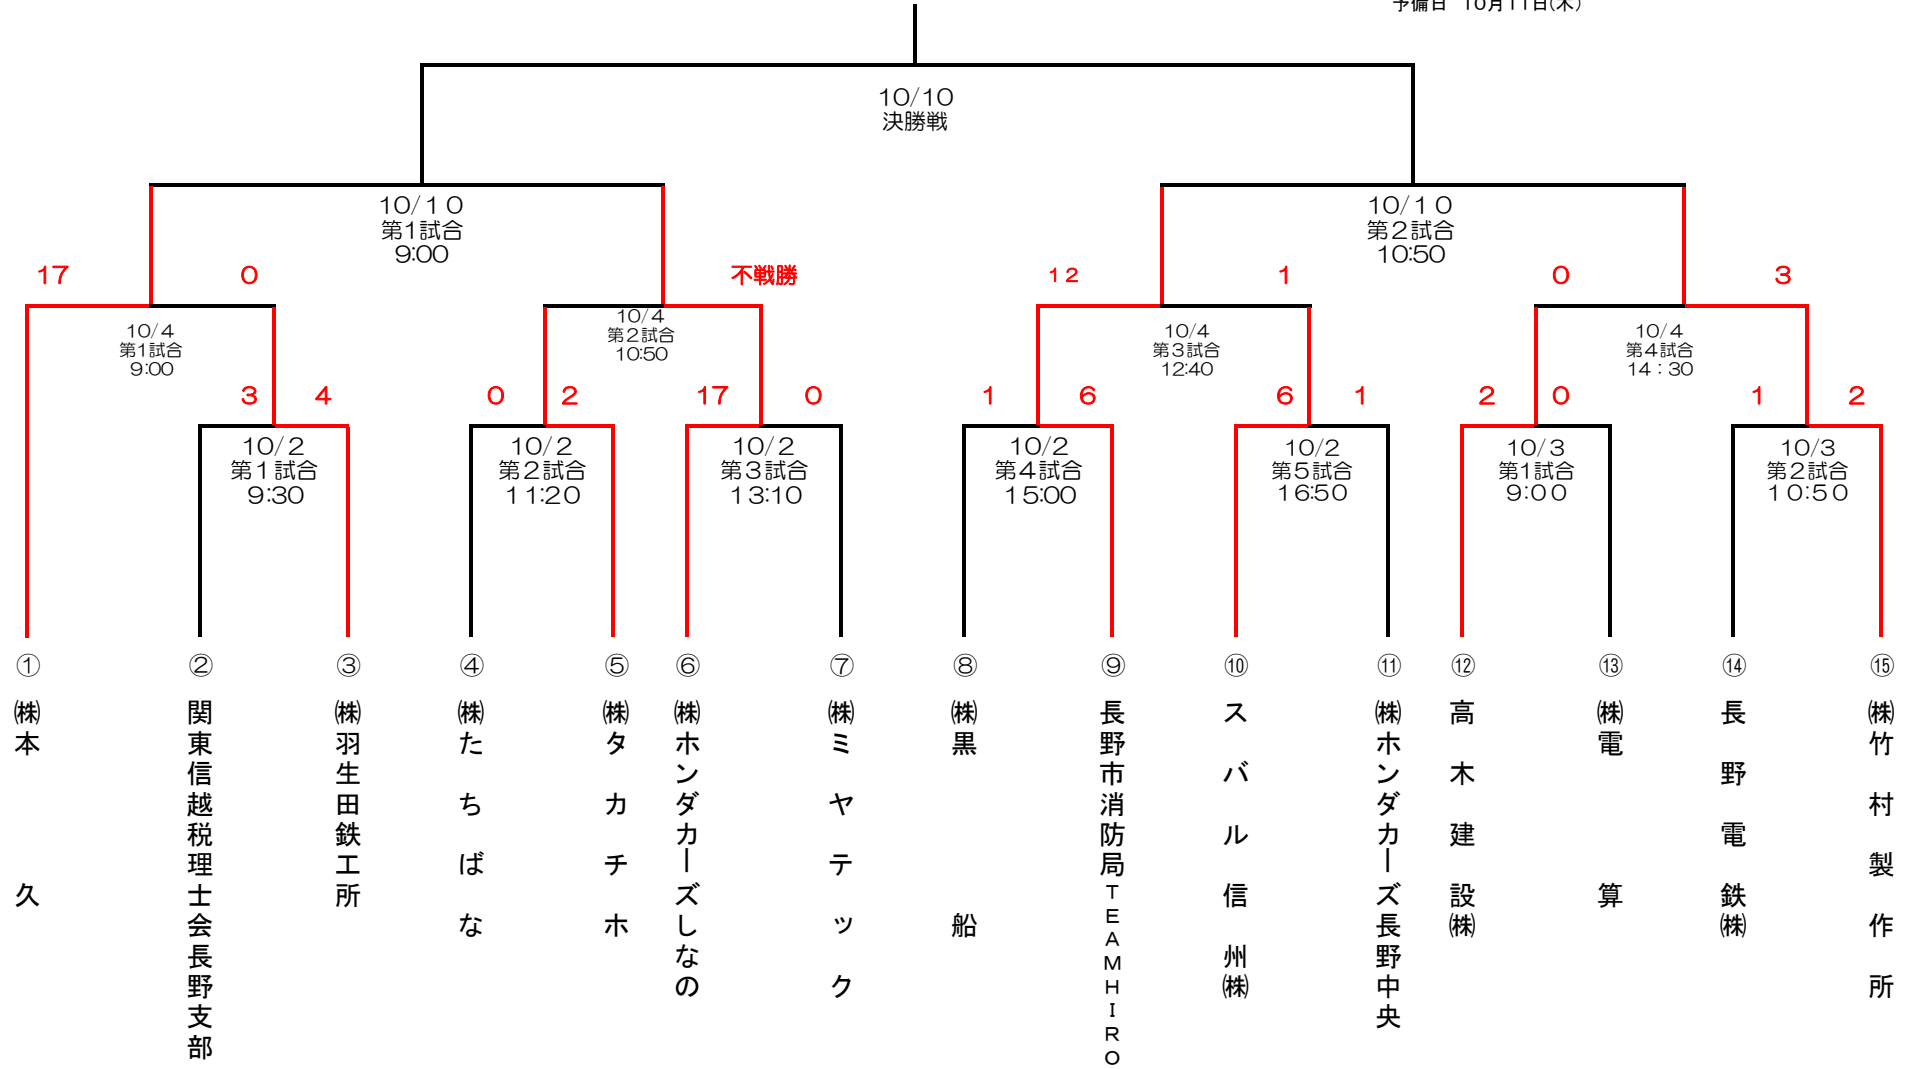 予備日 10月11日(木)
10/10
決勝戦
10/10
第1試合
9:00
10/10
第2試合
10:50
17
0
不戦勝
12
1
0
3
10/4
第1試合
9:00
10/4
第2試合
10:50
10/4
第3試合
12:40
10/4
第4試合
14:30
3
4
0
2
17
0
1
6
6
1
2
0
1
2
10/2
第1試合
9:30
10/2
第2試合
11:20
10/2
第3試合
13:10
10/2
第4試合
15:00
10/2
第5試合
16:50
10/3
第1試合
9:00
10/3
第2試合
10:50
①
㈱本久
②
関東信越税理士会長野支部
③
㈱羽生田鉄工所
④
㈱たちばな
⑤
㈱タカチホ
⑥
㈱ホンダカーズしなの
⑦
㈱ミヤテック
⑧
㈱黒船
⑨
長野市消防局TEAMHIRO
⑩
スバル信州㈱
⑪
㈱ホンダカーズ長野中央
⑫
高木建設㈱
⑬
㈱電算
⑭
長野電鉄㈱
⑮
㈱竹村製作所